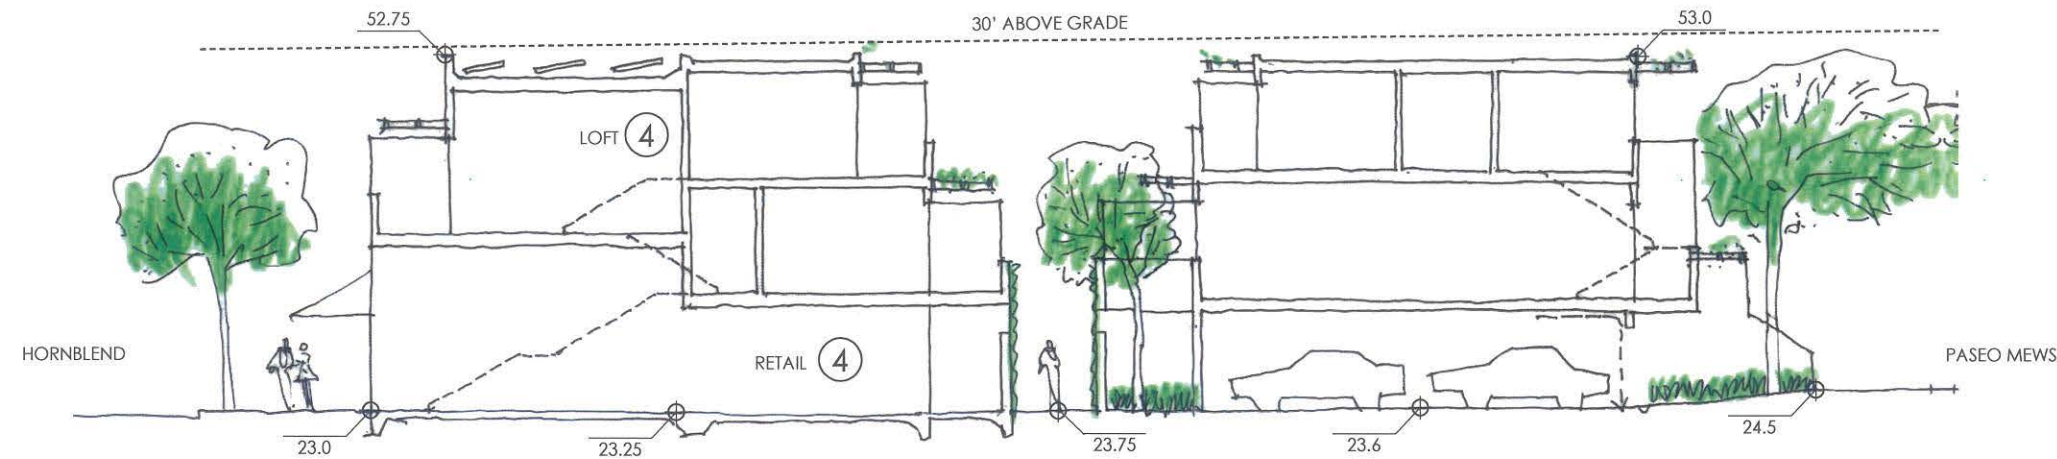 52.75
30' ABOVE GRADE
53.0
LOFT 4
HORNBLEND
RETAIL 4
PASEO MEWS
23.0
23.25
23.75
23.6
24.5